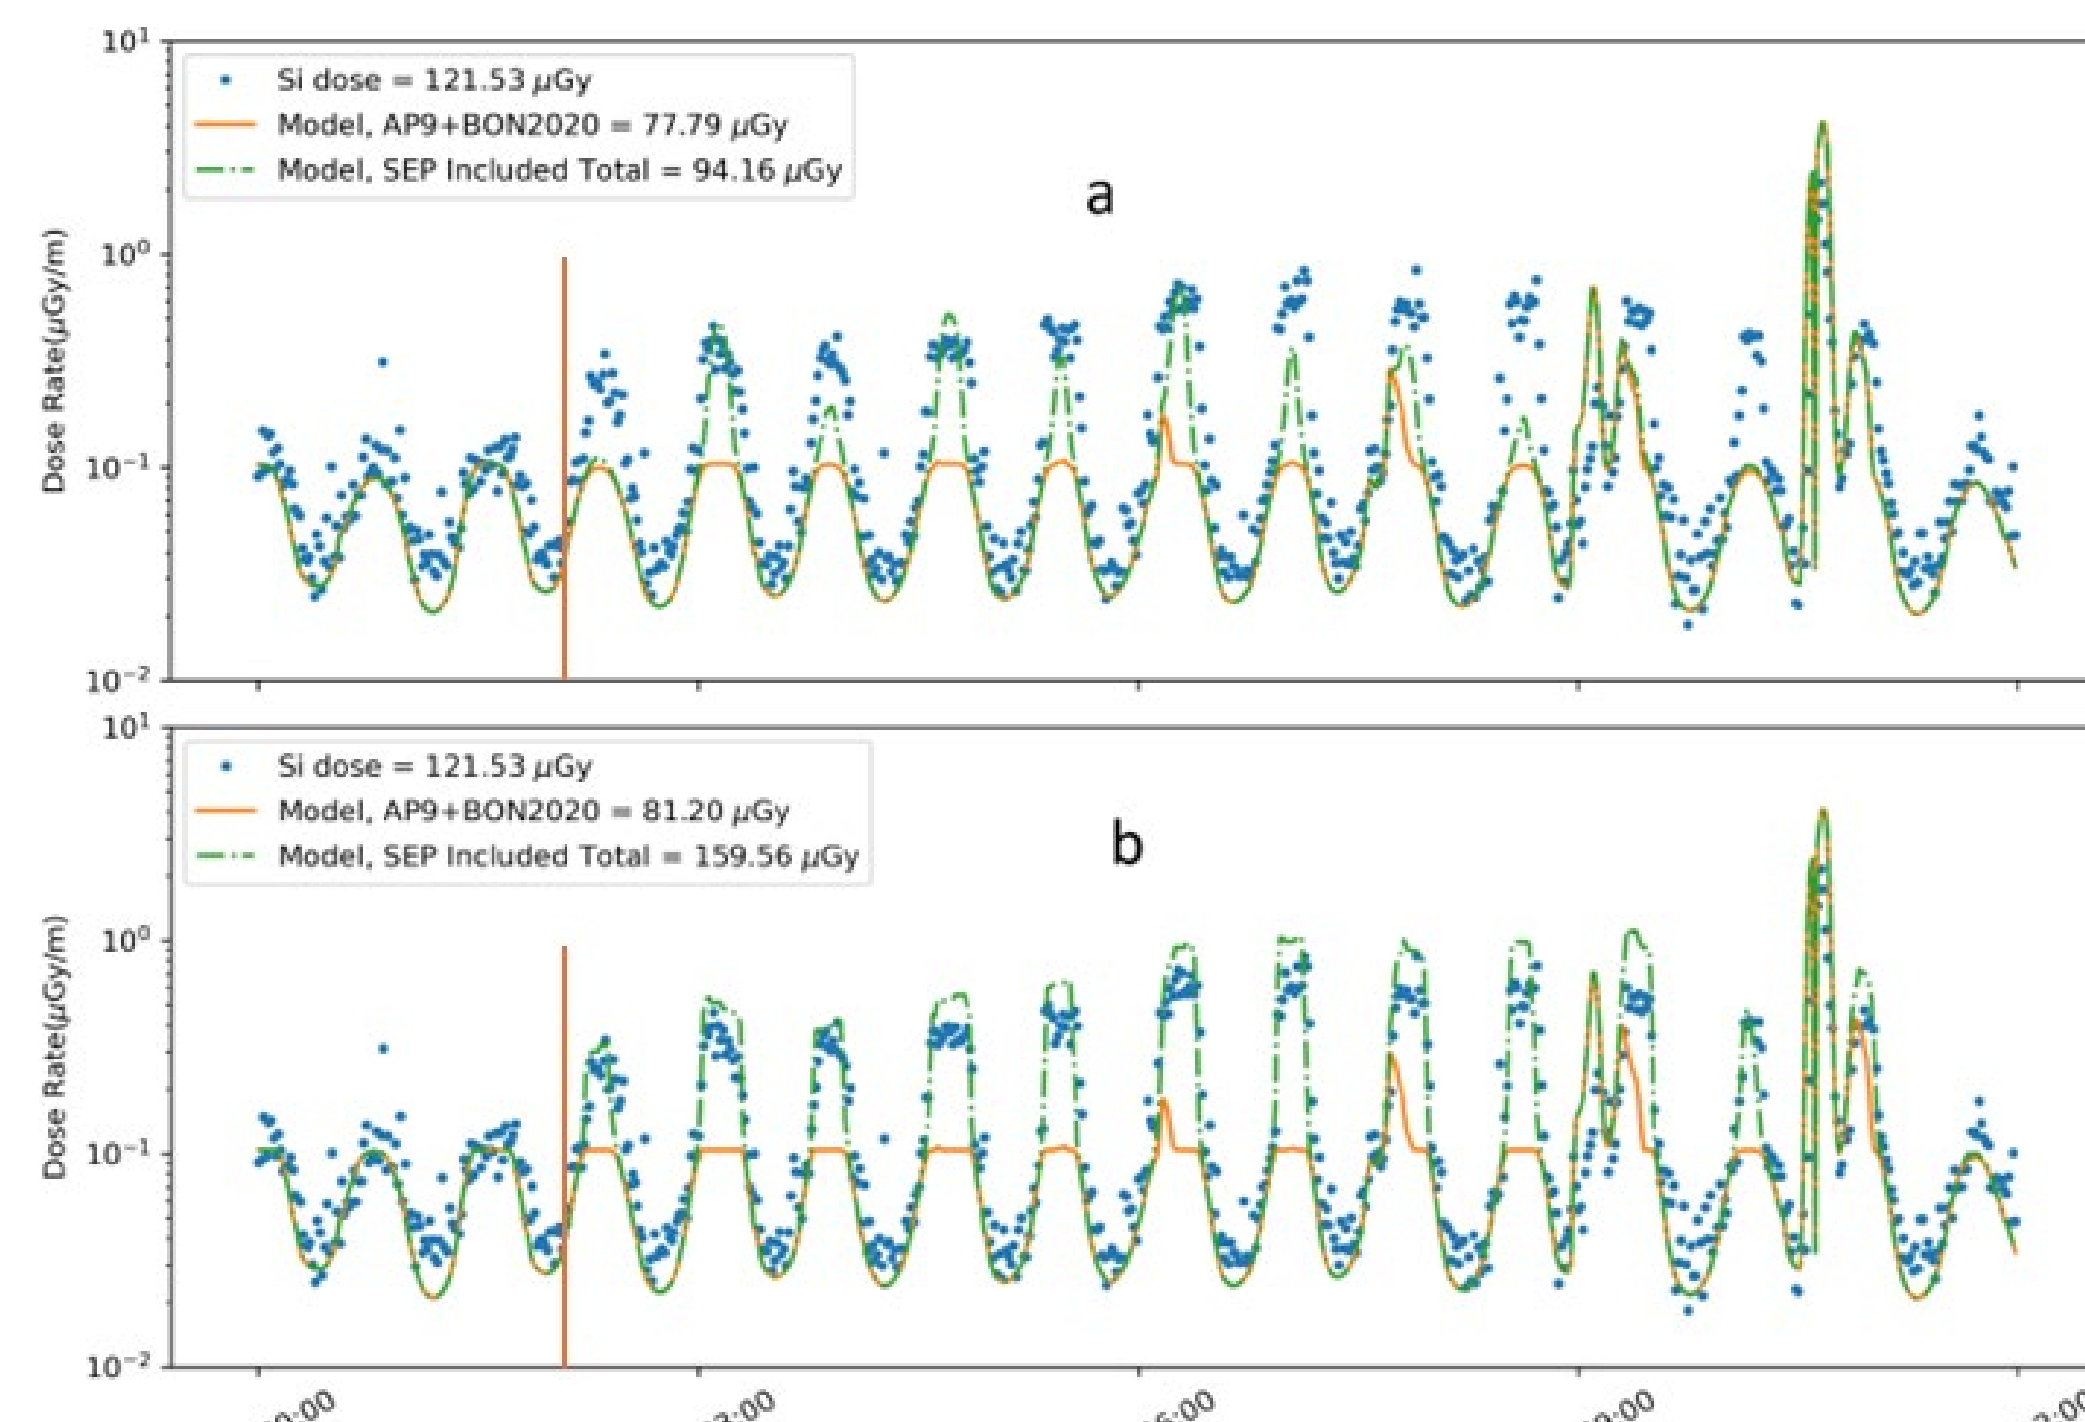 10¹
Si dose = 121.53 μGy
Model, AP9+BON2020 = 77.79 μGy
Model, SEP Included Total = 94.16 μGy
a
10⁰
Dose Rate(μGy/m)
10⁻¹
10⁻²
10¹
Si dose = 121.53 μGy
Model, AP9+BON2020 = 81.20 μGy
Model, SEP Included Total = 159.56 μGy
b
10⁰
Dose Rate(μGy/m)
10⁻¹
10⁻²